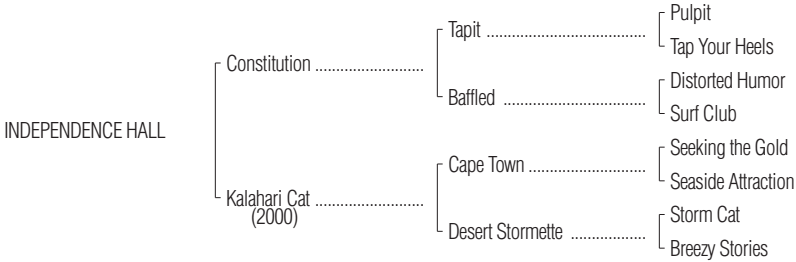 Pulpit
Tapit ......................................
Tap Your Heels
Constitution ..........................
Distorted Humor
Baffled ..................................
Surf Club
INDEPENDENCE HALL
Seeking the Gold
Cape Town ............................
Seaside Attraction
Kalahari Cat ..........................
(2000)
Storm Cat
Desert Stormette ..................
Breezy Stories